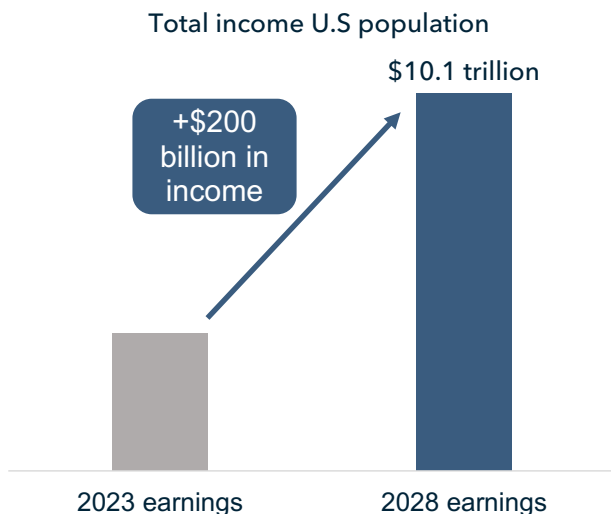 Total income U.S population
$10.1 trillion
+$200
billion in
income
2023 earnings
2028 earnings